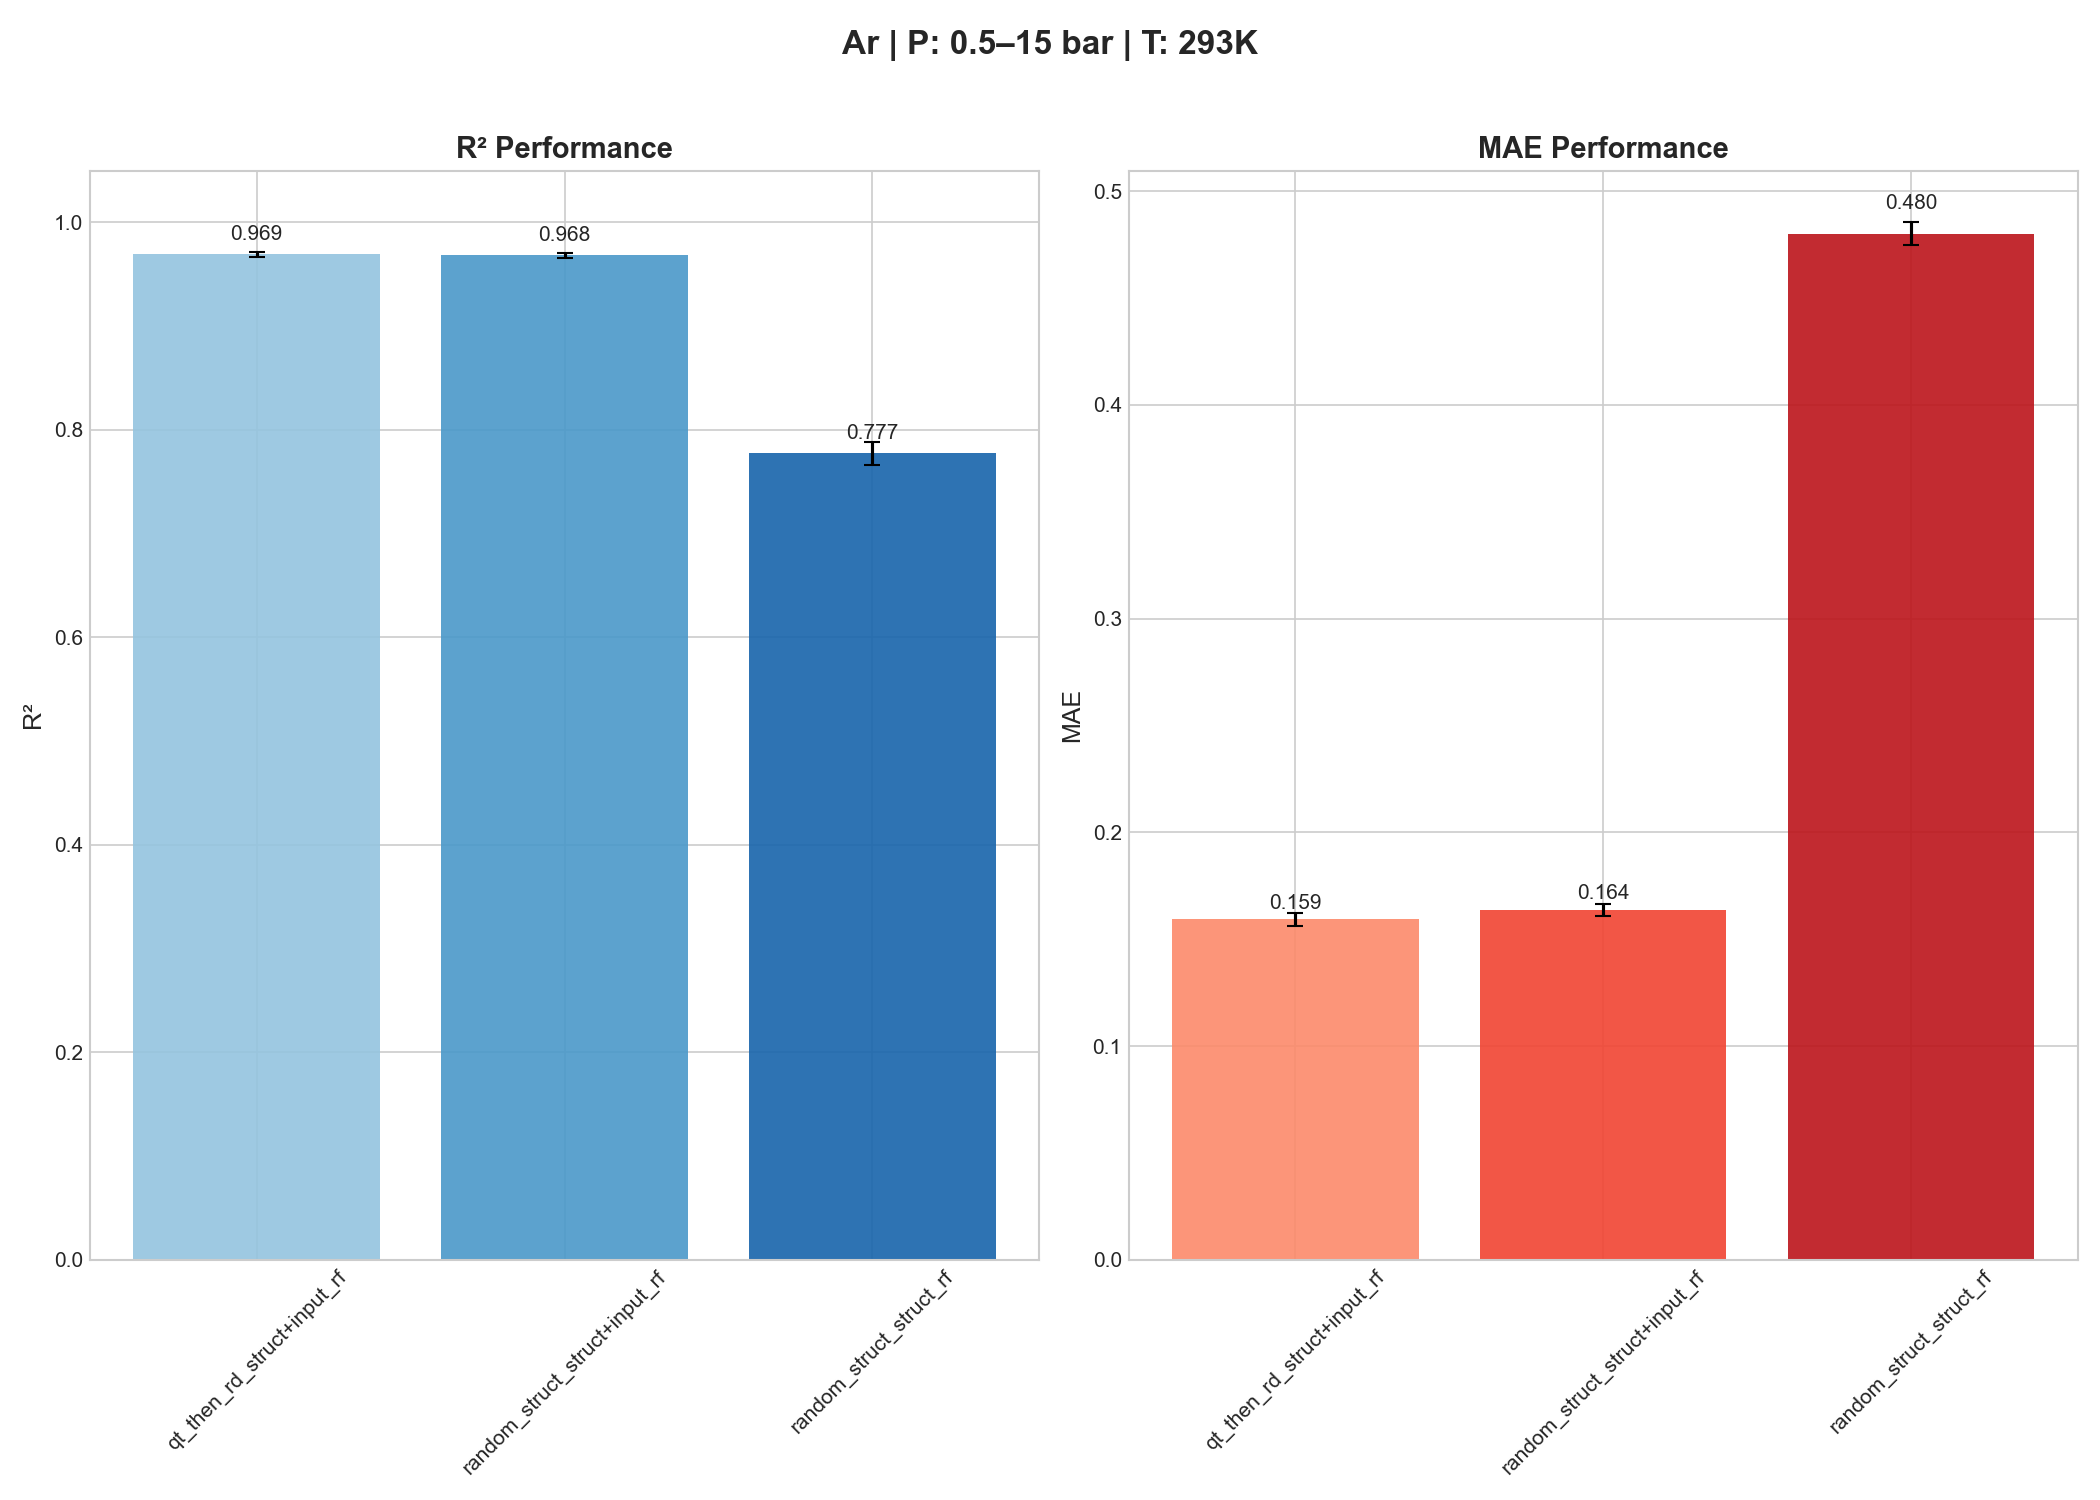 Ar | P: 0.5–15 bar | T: 293K
R² Performance
R²
1.0
0.8
0.6
0.4
0.2
0.0
0.969
0.968
0.777
qt_then_rd_struct+input_rf
random_struct_struct+input_rf
random_struct_struct_rf
MAE Performance
MAE
0.5
0.4
0.3
0.2
0.1
0.0
0.159
0.164
0.480
qt_then_rd_struct+input_rf
random_struct_struct+input_rf
random_struct_struct_rf